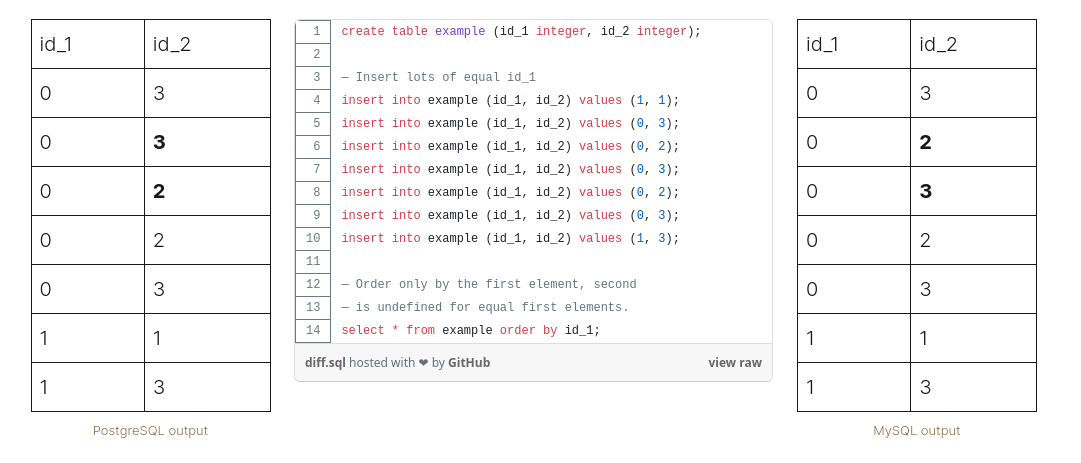 id_1 id_2
0 3
0 3
0 2
0 2
0 3
1 1
1 3
PostgreSQL output
1 create table example (id_1 integer, id_2 integer);
2
3 — Insert lots of equal id_1
4 insert into example (id_1, id_2) values (1, 1);
5 insert into example (id_1, id_2) values (0, 3);
6 insert into example (id_1, id_2) values (0, 2);
7 insert into example (id_1, id_2) values (0, 3);
8 insert into example (id_1, id_2) values (0, 2);
9 insert into example (id_1, id_2) values (0, 3);
10 insert into example (id_1, id_2) values (1, 3);
11
12 — Order only by the first element, second
13 — is undefined for equal first elements.
14 select * from example order by id_1;
diff.sql hosted with ❤ by GitHub view raw
id_1 id_2
0 3
0 2
0 3
0 2
0 3
1 1
1 3
MySQL output